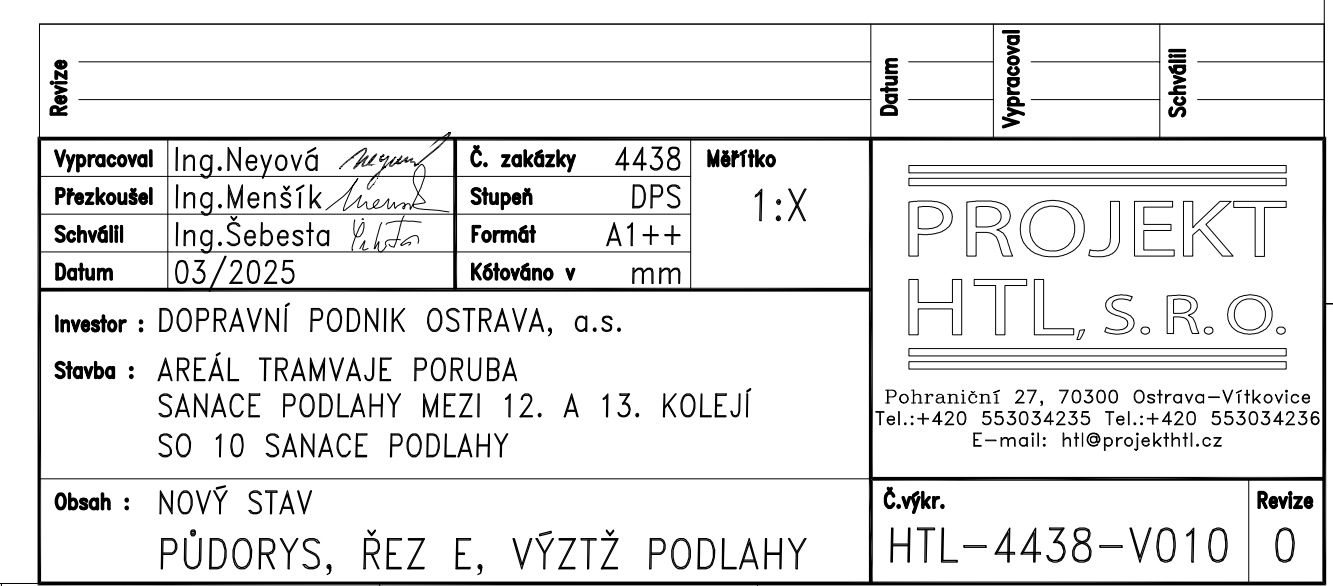 Revize
Datum
Vypracoval
Schválil
Vypracoval Ing.Neyová
Č. zakázky 4438
Měřítko
Přezkoušel Ing.Menšík
Stupeň DPS
1:X
Schválil Ing.Šebesta
Formát A1++
Datum 03/2025
Kótováno v mm
PROJEKT
HTL, S. R. O.
Pohraniční 27, 70300 Ostrava-Vítkovice
Tel.:+420 553034235 Tel.:+420 553034236
E-mail: htl@projekthtl.cz
Investor : DOPRAVNÍ PODNIK OSTRAVA, a.s.
Stavba : AREÁL TRAMVAJE PORUBA
SANACE PODLAHY MEZI 12. A 13. KOLEJÍ
SO 10 SANACE PODLAHY
Obsah : NOVÝ STAV
PŮDORYS, ŘEZ E, VÝZTŽ PODLAHY
Č.výkr.
HTL-4438-V010
Revize
0